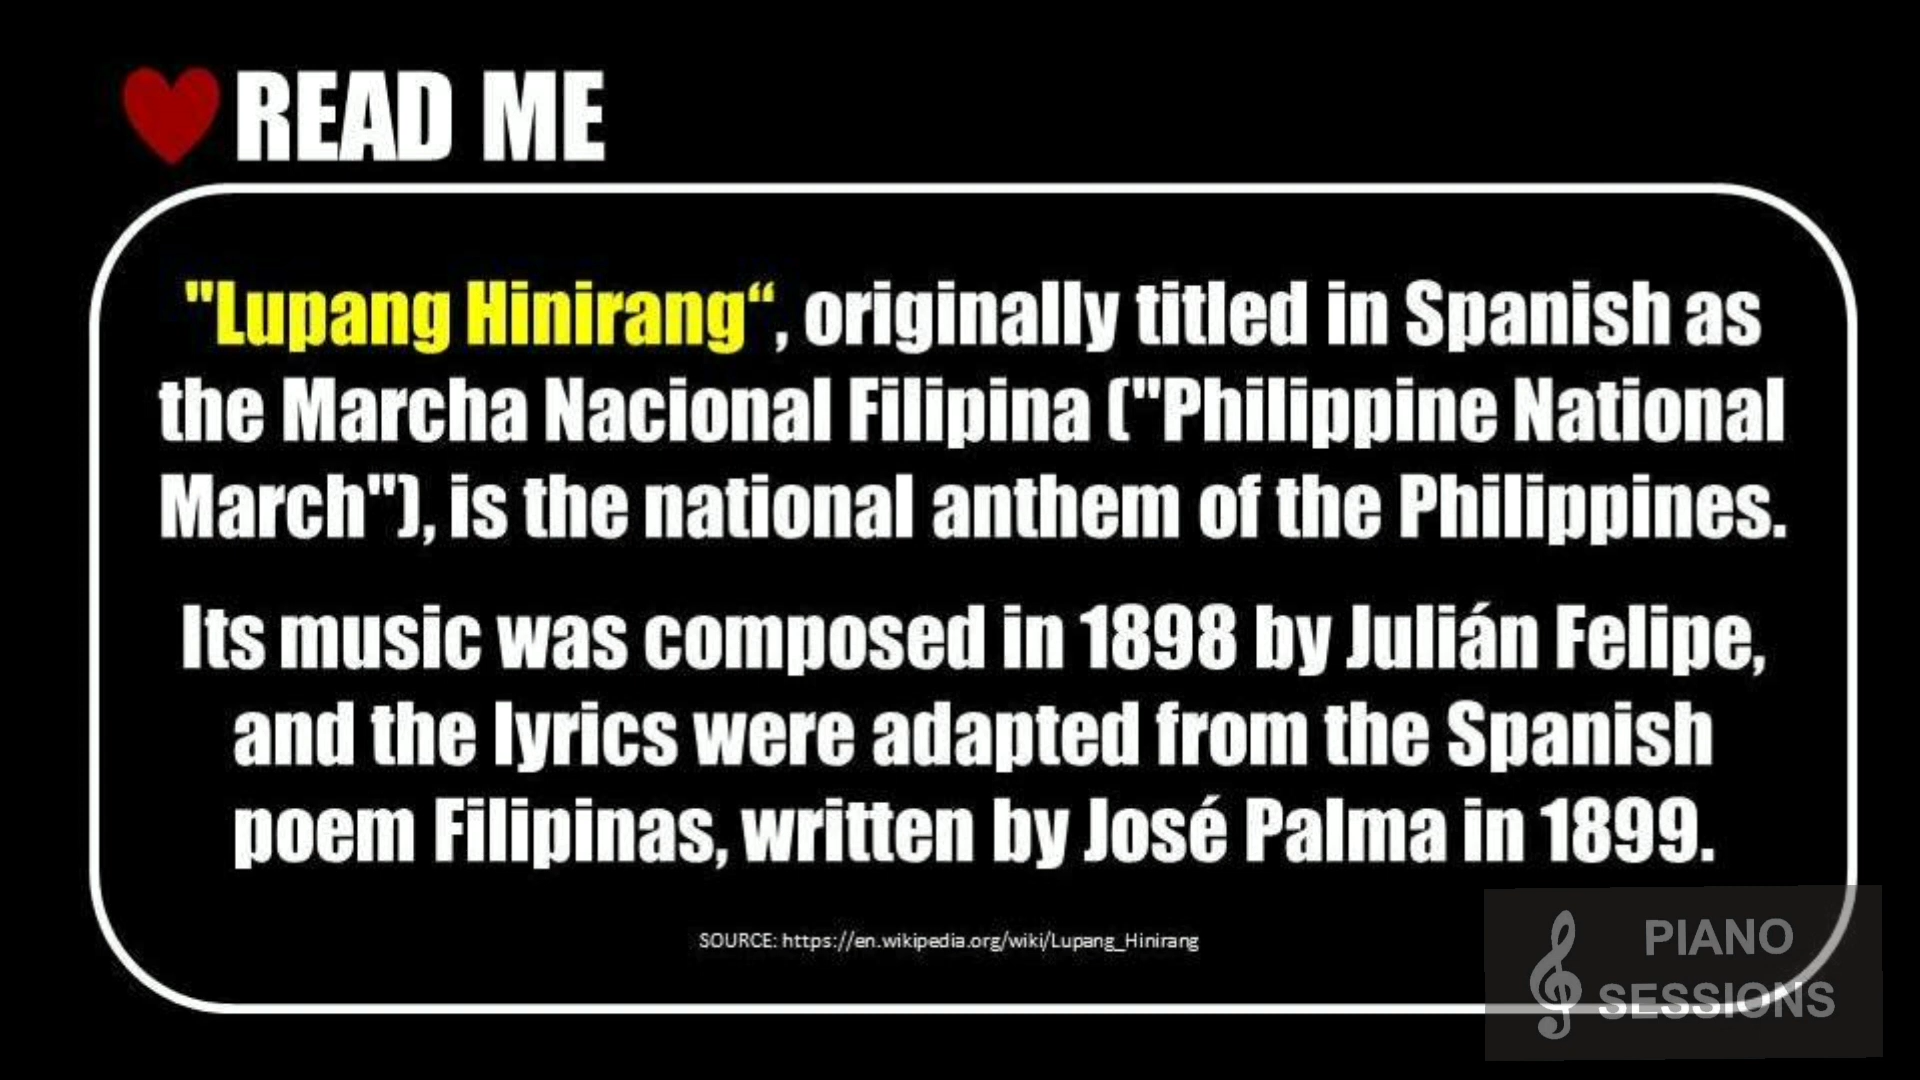 READ ME
"Lupang Hinirang“, originally titled in Spanish as
the Marcha Nacional Filipina ("Philippine National
March"), is the national anthem of the Philippines.
Its music was composed in 1898 by Julián Felipe,
and the lyrics were adapted from the Spanish
poem Filipinas, written by José Palma in 1899.
SOURCE: https://en.wikipedia.org/wiki/Lupang_Hinirang
PIANO
SESSIONS